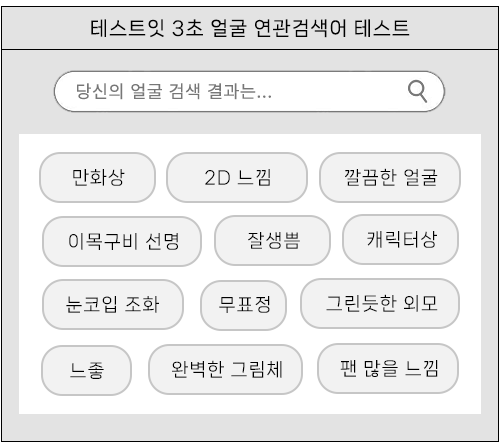 테스트잇 3초 얼굴 연관검색어 테스트
당신의 얼굴 검색 결과는...
만화상 2D 느낌 깔끔한 얼굴
이목구비 선명 잘생쁨 캐릭터상
눈코입 조화 무표정 그린듯한 외모
느좋 완벽한 그림체 팬 많을 느낌